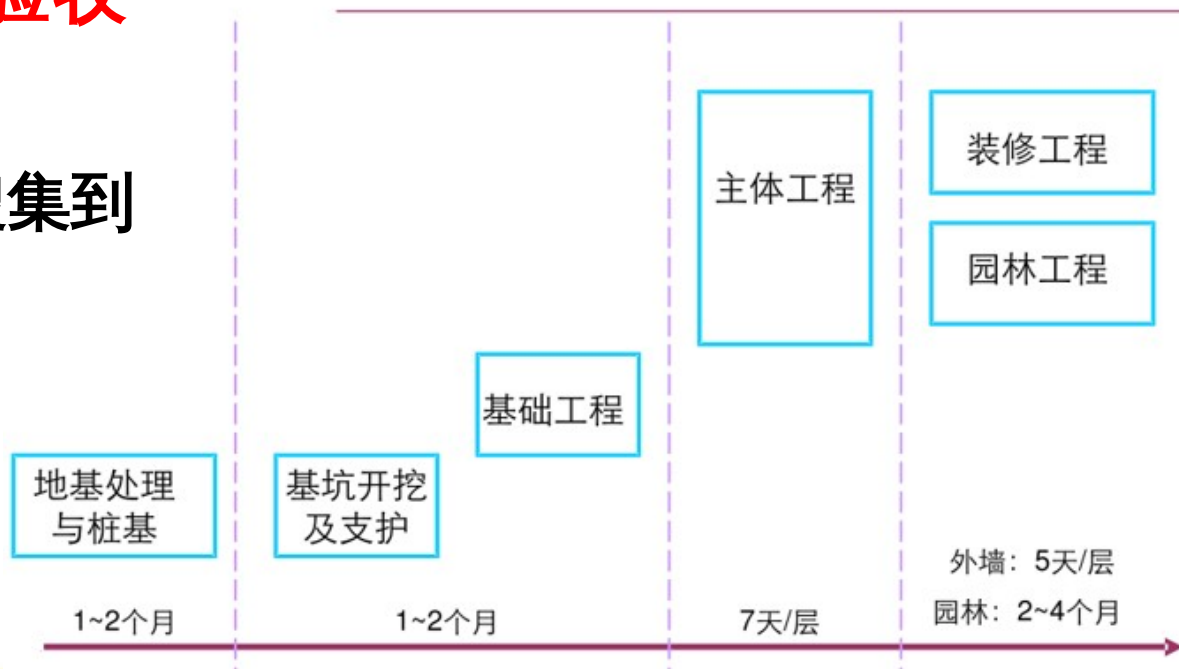 验收
集到
装修工程
主体工程
园林工程
基础工程
地基处理
与桩基
基坑开挖
及支护
外墙：5天/层
园林：2~4个月
1~2个月
1~2个月
7天/层